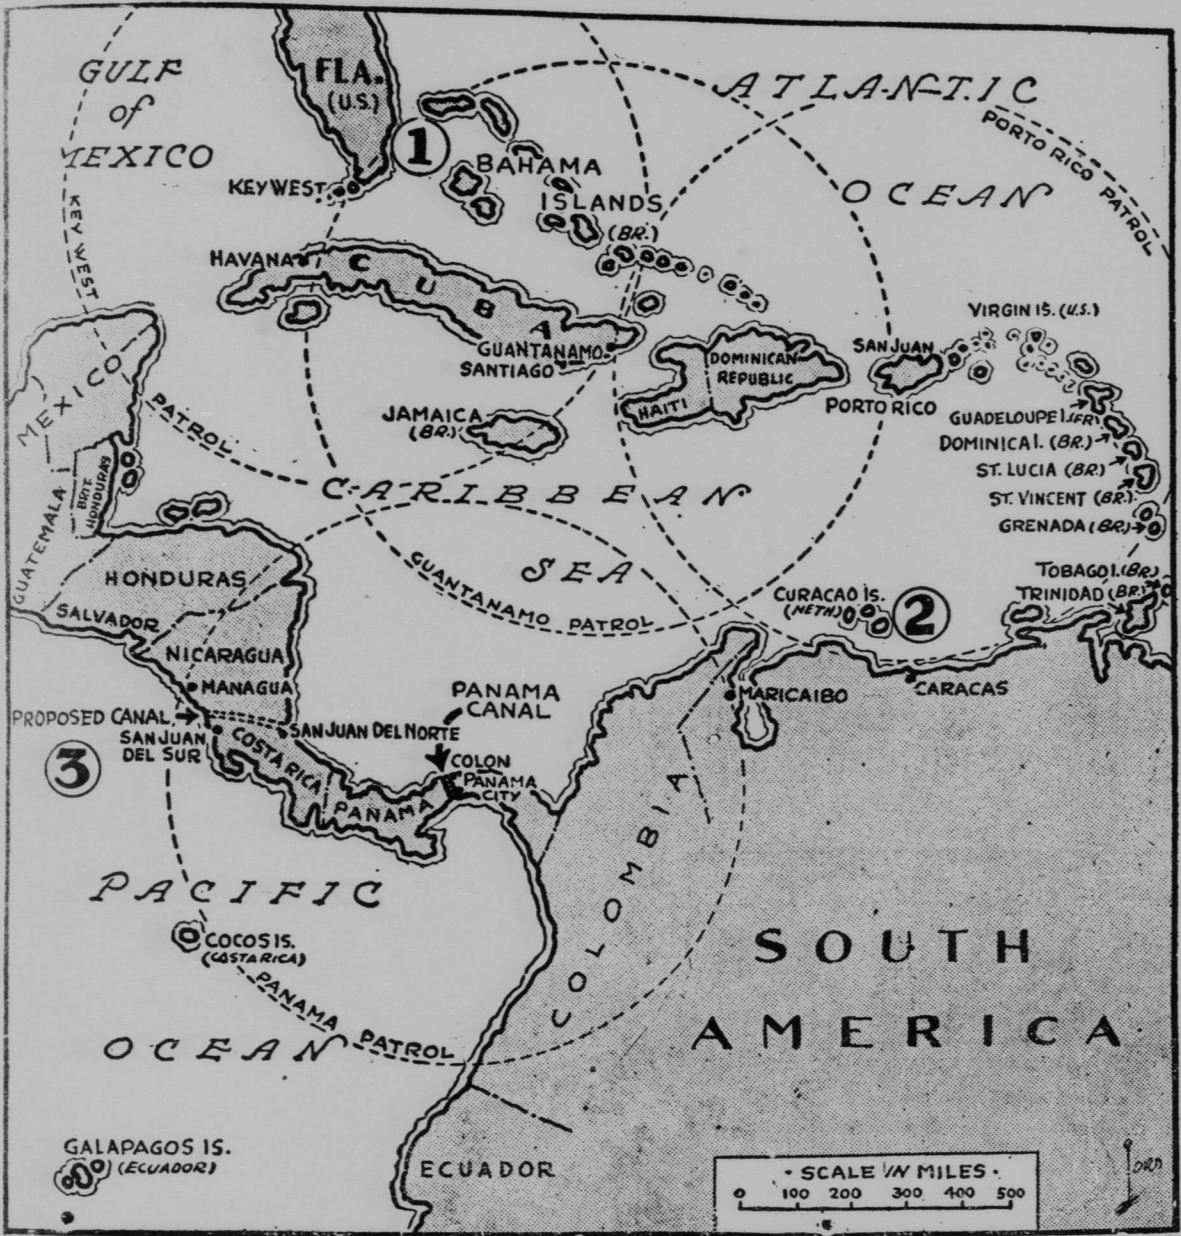 GULF
of
MEXICO
FLA.
(U.S.)
1
ATLANTIC
OCEAN
PORTO RICO PATROL
BAHAMA
ISLANDS
(BR.)
KEY WEST
KEY WEST
PATROL
HAVANA
CUBA
GUANTANAMO
SANTIAGO
JAMAICA
(BR.)
HAITI
DOMINICAN
REPUBLIC
SAN JUAN
PORTO RICO
VIRGIN IS. (U.S.)
GUADELOUPE I. (FR)
DOMINICA I. (BR.)
ST. LUCIA (BR.)
ST. VINCENT (BR.)
GRENADA (BR.)
TOBAGO I. (BR.)
TRINIDAD (BR.)
CURACAO IS.
(NETH)
2
MEXICO
GUATEMALA
BRIT.
HONDURAS
HONDURAS
SALVADOR
NICARAGUA
MANAGUA
CARIBBEAN
SEA
GUANTANAMO PATROL
PROPOSED CANAL
SAN JUAN
DEL SUR
3
COSTA RICA
SAN JUAN DEL NORTE
PANAMA
CANAL
COLON
PANAMA
CITY
PANAMA
MARICAIBO
CARACAS
COLOMBIA
SOUTH
AMERICA
PACIFIC
OCEAN
COCOS IS.
(COSTA RICA)
PANAMA PATROL
GALAPAGOS IS.
(ECUADOR)
ECUADOR
• SCALE IN MILES •
0 100 200 300 400 500